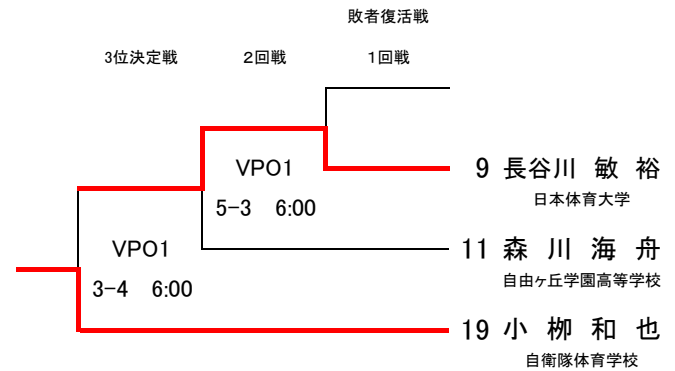 敗者復活戦
3位決定戦 2回戦 1回戦
9 長谷川 敏 裕
日本体育大学
VPO1
5-3 6:00
11 森 川 海 舟
自由ヶ丘学園高等学校
VPO1
3-4 6:00
19 小 栁 和 也
自衛隊体育学校